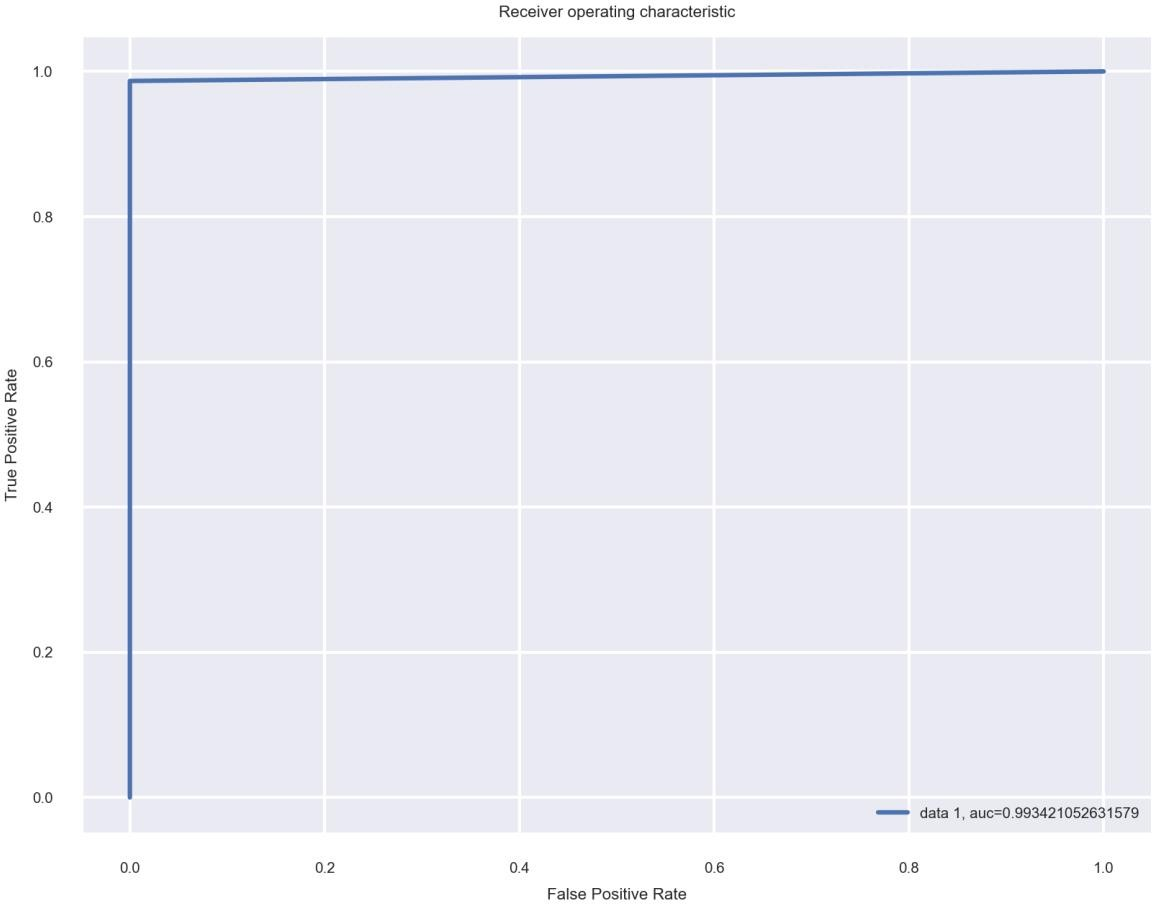 Receiver operating characteristic
True Positive Rate
1.0
0.8
0.6
0.4
0.2
0.0
data 1, auc=0.993421052631579
0.0 0.2 0.4 0.6 0.8 1.0
False Positive Rate